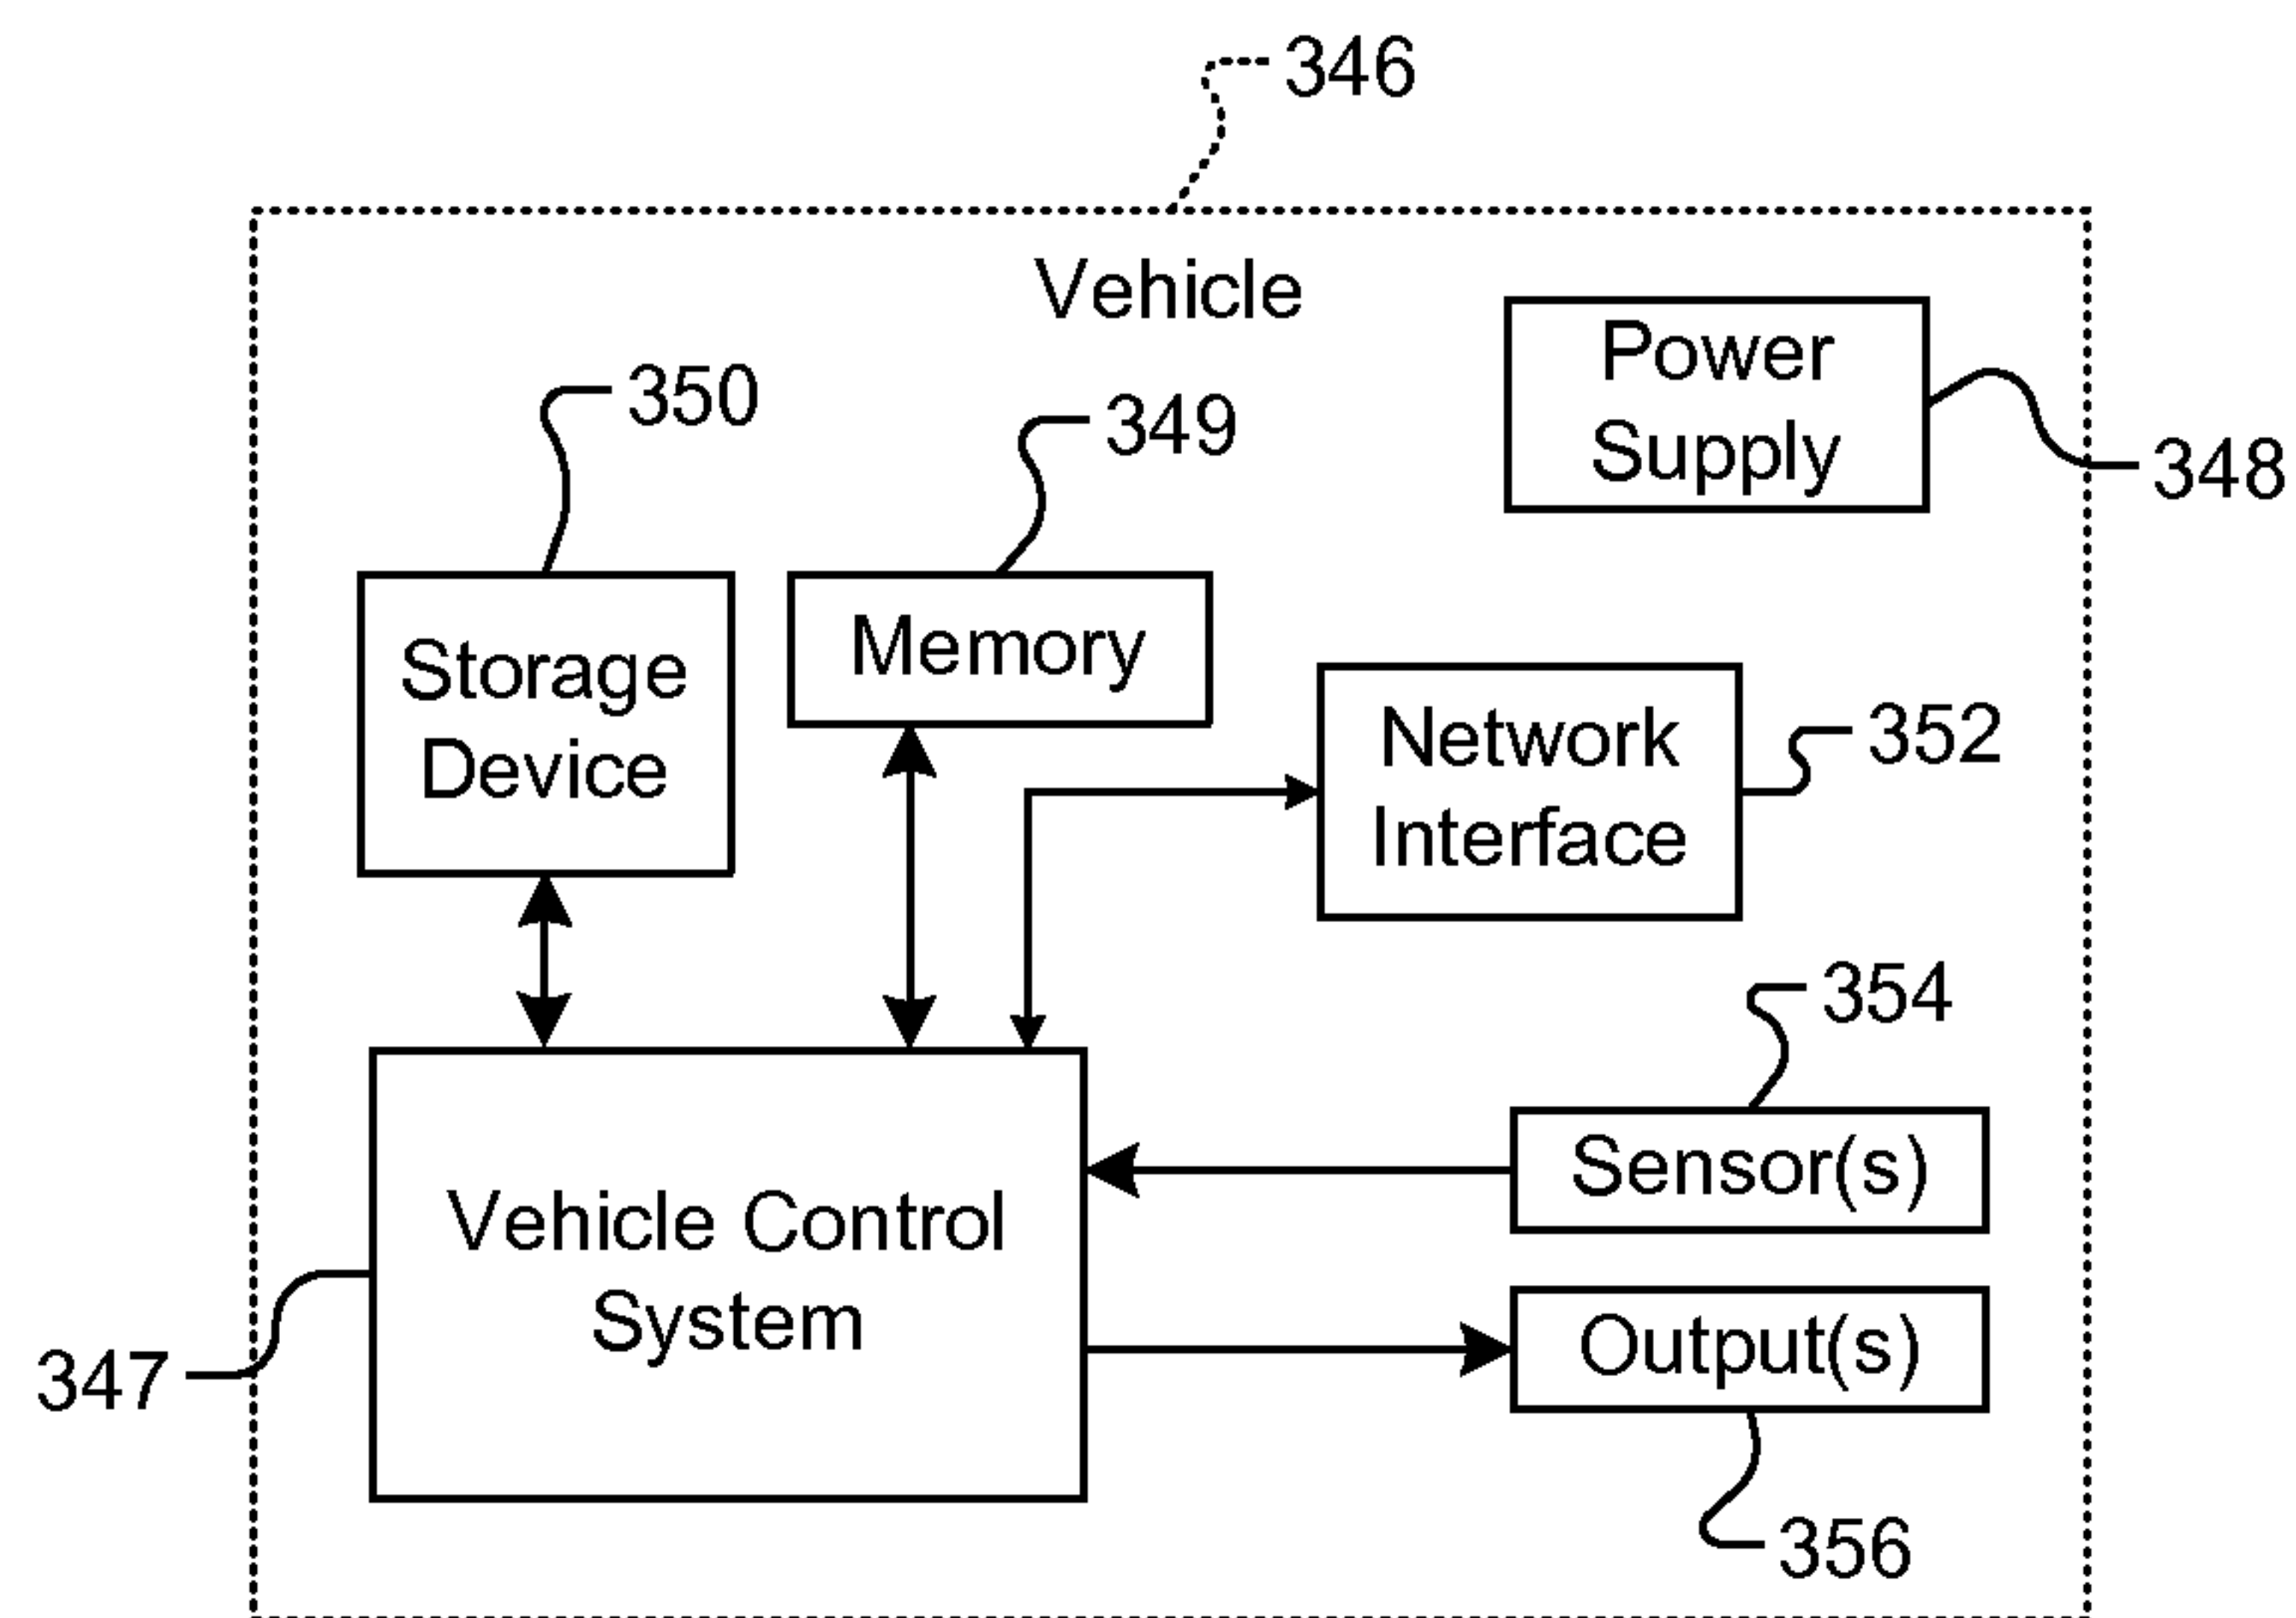 346
Vehicle
Power
Supply
348
350
349
Storage
Device
Memory
Network
Interface
352
354
Sensor(s)
Vehicle Control
System
347
Output(s)
356